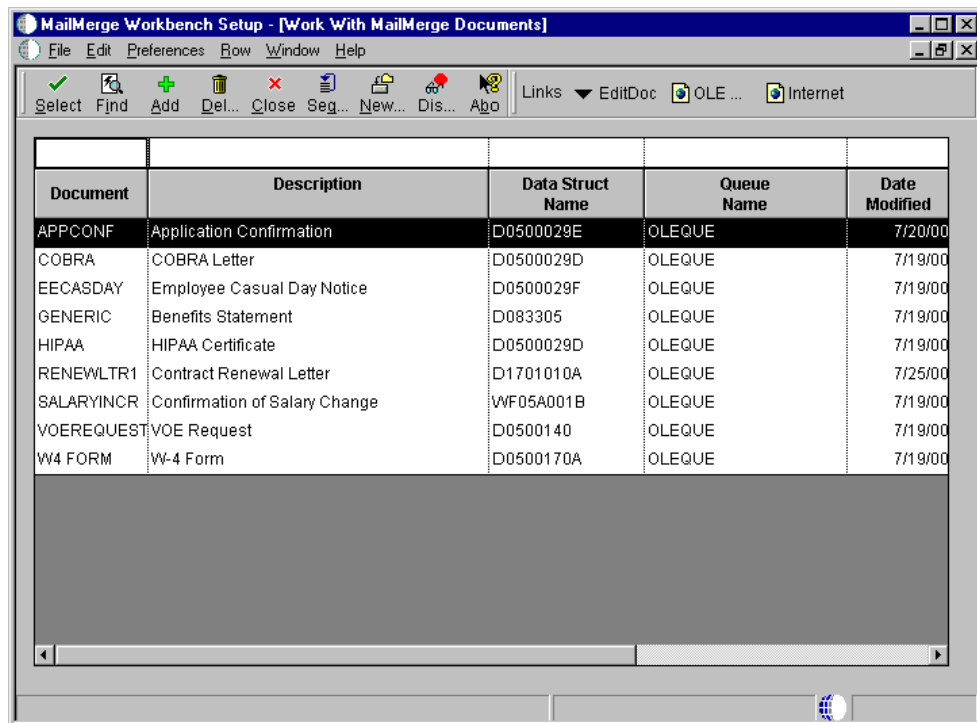 MailMerge Workbench Setup - [Work With MailMerge Documents]
File Edit Preferences Row Window Help
Select Find Add Del... Close Seq... New... Dis... Abo Links EditDoc OLE ... Internet
Document Description Data Struct Name Queue Name Date Modified
APPCONF Application Confirmation D0500029E OLEQUE 7/20/00
COBRA COBRA Letter D0500029D OLEQUE 7/19/00
EECASDAY Employee Casual Day Notice D0500029F OLEQUE 7/19/00
GENERIC Benefits Statement D083305 OLEQUE 7/19/00
HIPAA HIPAA Certificate D0500029D OLEQUE 7/19/00
RENEWLTR1 Contract Renewal Letter D1701010A OLEQUE 7/25/00
SALARYINCR Confirmation of Salary Change WF05A001B OLEQUE 7/19/00
VOEREQUEST VOE Request D0500140 OLEQUE 7/19/00
W4 FORM W-4 Form D0500170A OLEQUE 7/19/00